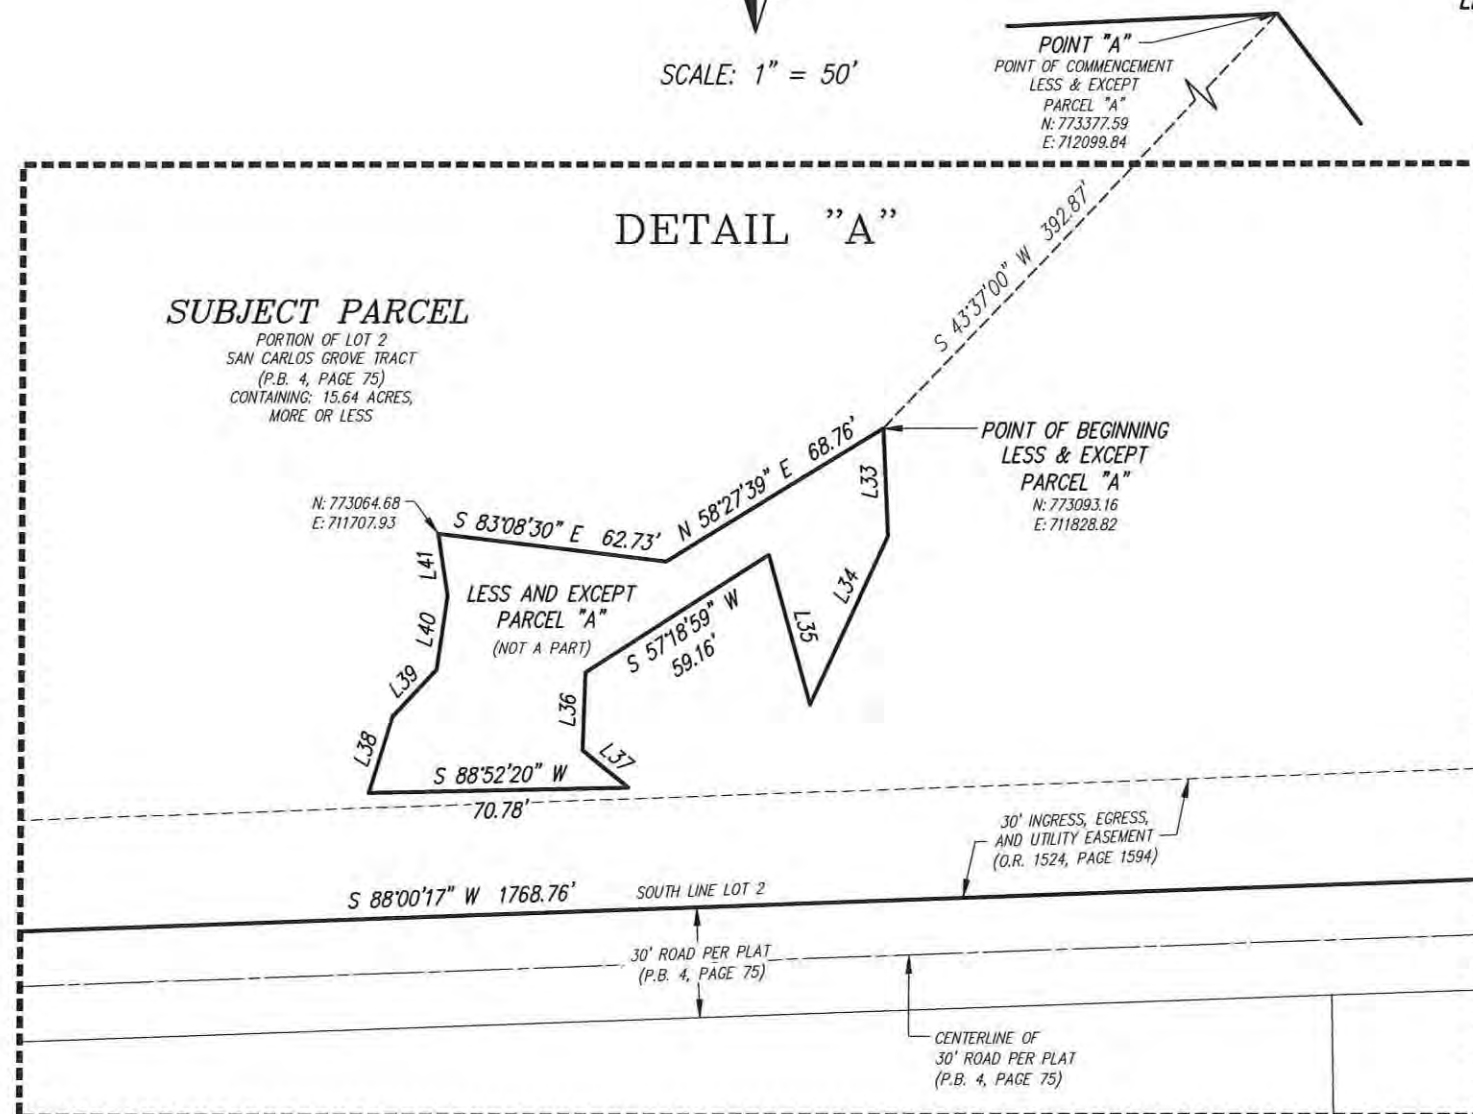 SCALE: 1" = 50'
POINT "A"
POINT OF COMMENCEMENT
LESS & EXCEPT
PARCEL "A"
N: 773377.59
E: 712099.84
DETAIL "A"
S 43°37'00" W 392.87'
SUBJECT PARCEL
PORTION OF LOT 2
SAN CARLOS GROVE TRACT
(P.B. 4, PAGE 75)
CONTAINING: 15.64 ACRES,
MORE OR LESS
POINT OF BEGINNING
LESS & EXCEPT
PARCEL "A"
N: 773093.16
E: 711828.82
N: 773064.68
E: 711707.93
S 83°08'30" E 62.73'
N 58°27'39" E 68.76'
L33
L34
L35
S 57°18'59" W
59.16'
L36
L37
S 88°52'20" W
70.78'
L38
L39
L40
L41
LESS AND EXCEPT
PARCEL "A"
(NOT A PART)
30' INGRESS, EGRESS,
AND UTILITY EASEMENT
(O.R. 1524, PAGE 1594)
S 88°00'17" W 1768.76'
SOUTH LINE LOT 2
30' ROAD PER PLAT
(P.B. 4, PAGE 75)
CENTERLINE OF
30' ROAD PER PLAT
(P.B. 4, PAGE 75)